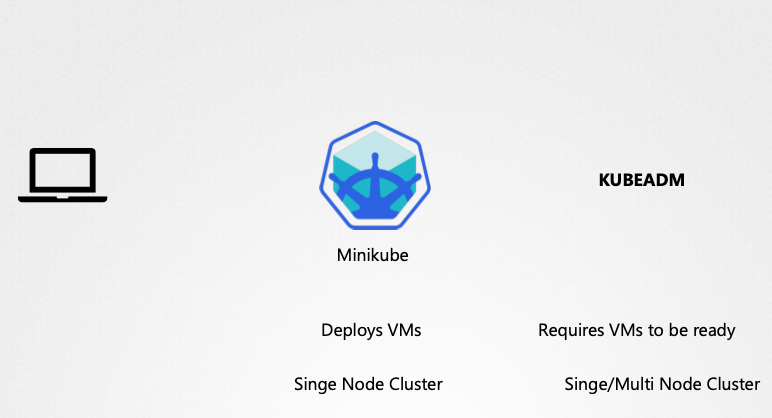 KUBEADM
Minikube
Deploys VMs
Requires VMs to be ready
Singe Node Cluster
Singe/Multi Node Cluster